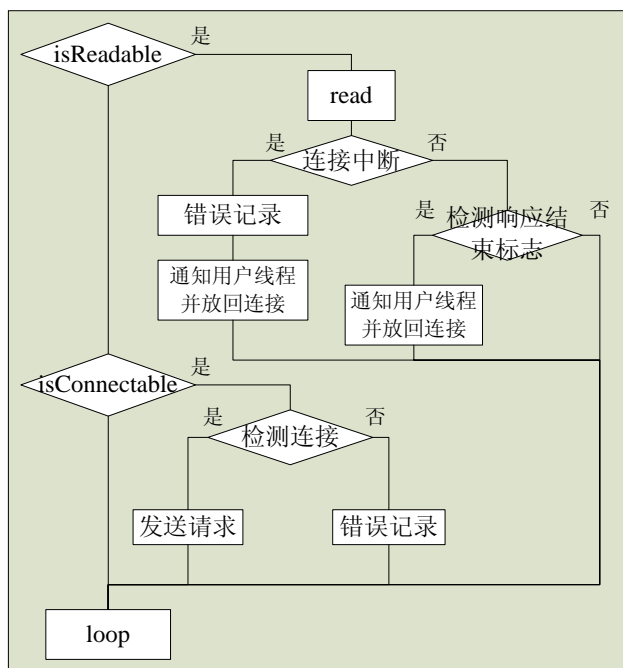 是
isReadable
read
是
否
连接中断
错误记录
是
检测响应结
束标志
否
通知用户线程
并放回连接
通知用户线程
并放回连接
是
isConnectable
是
检测连接
否
发送请求
错误记录
loop